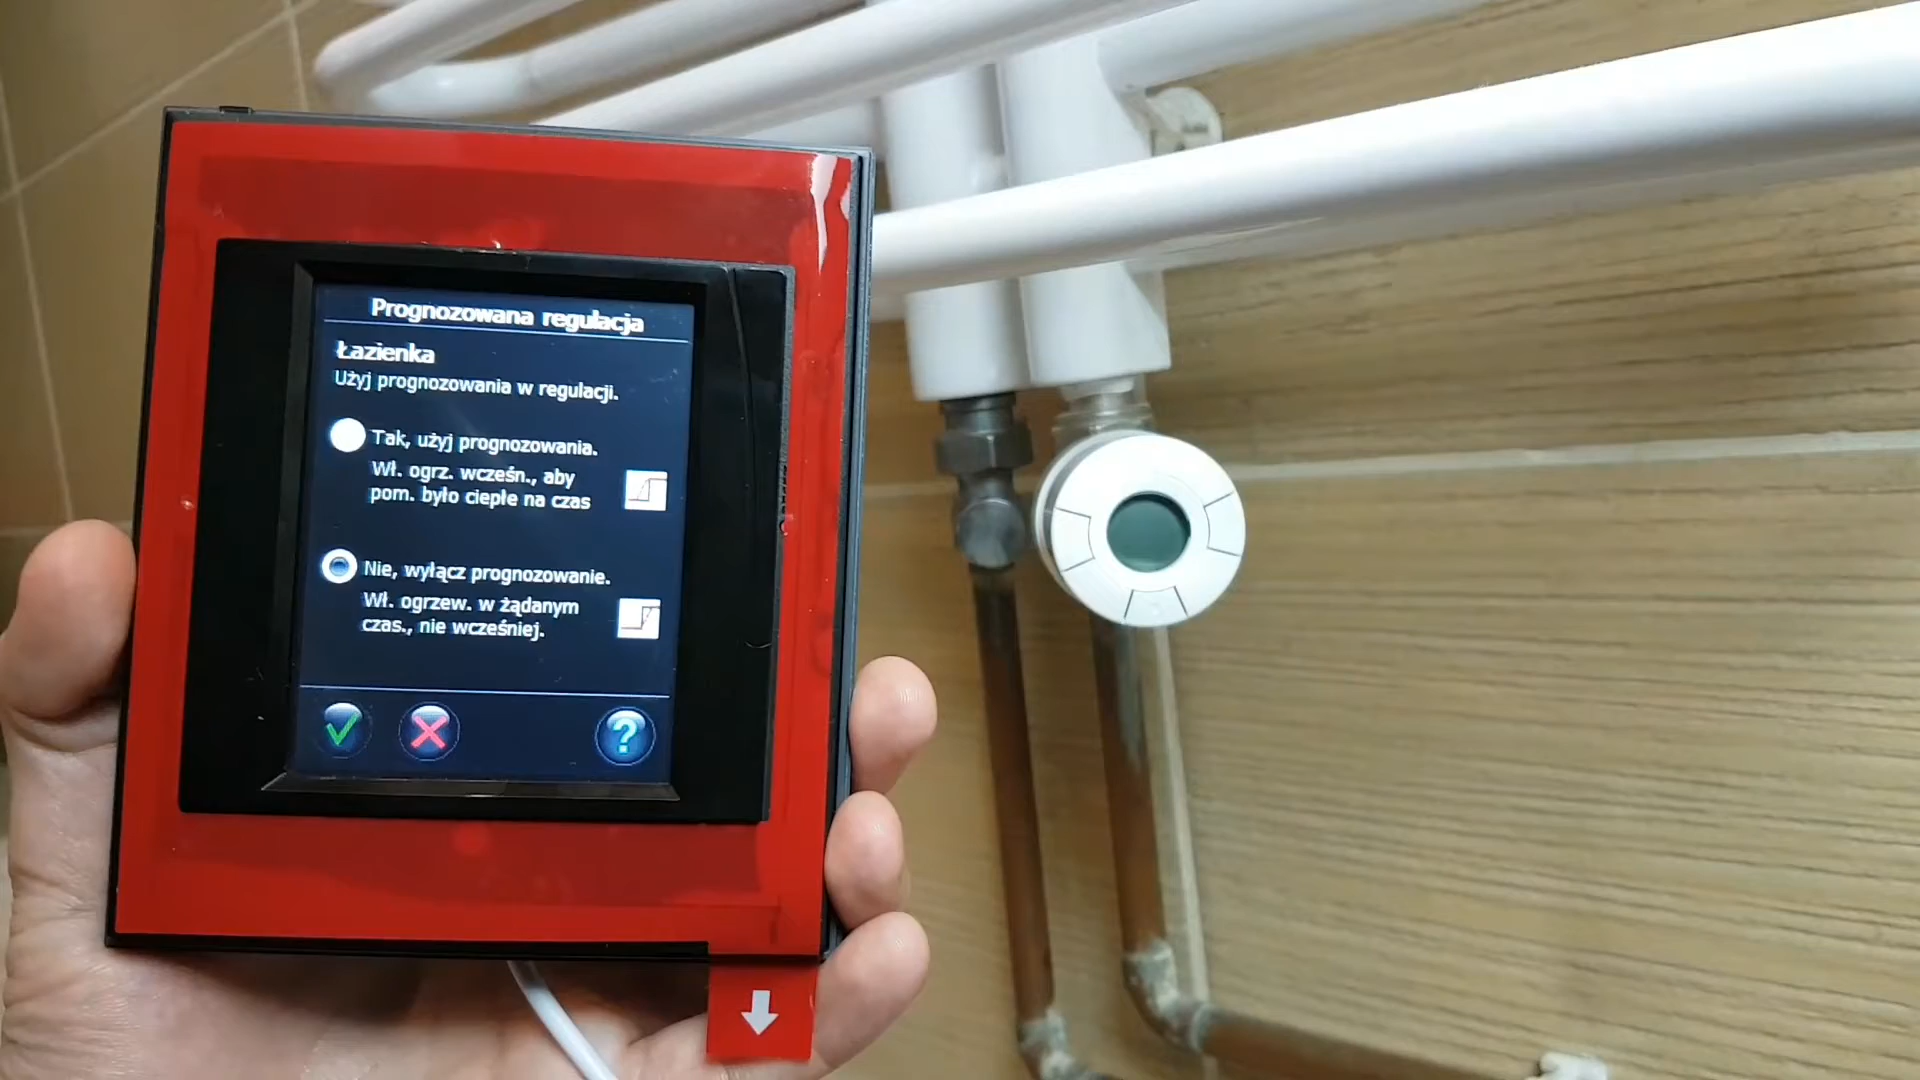 Prognozowana regulacja
Łazienka
Użyj prognozowania w regulacji.
Tak, użyj prognozowania.
Wł. ogrz. wcześn., aby
pom. było ciepłe na czas
Nie, wyłącz prognozowanie.
Wł. ogrzew. w żądanym
czas., nie wcześniej.
?